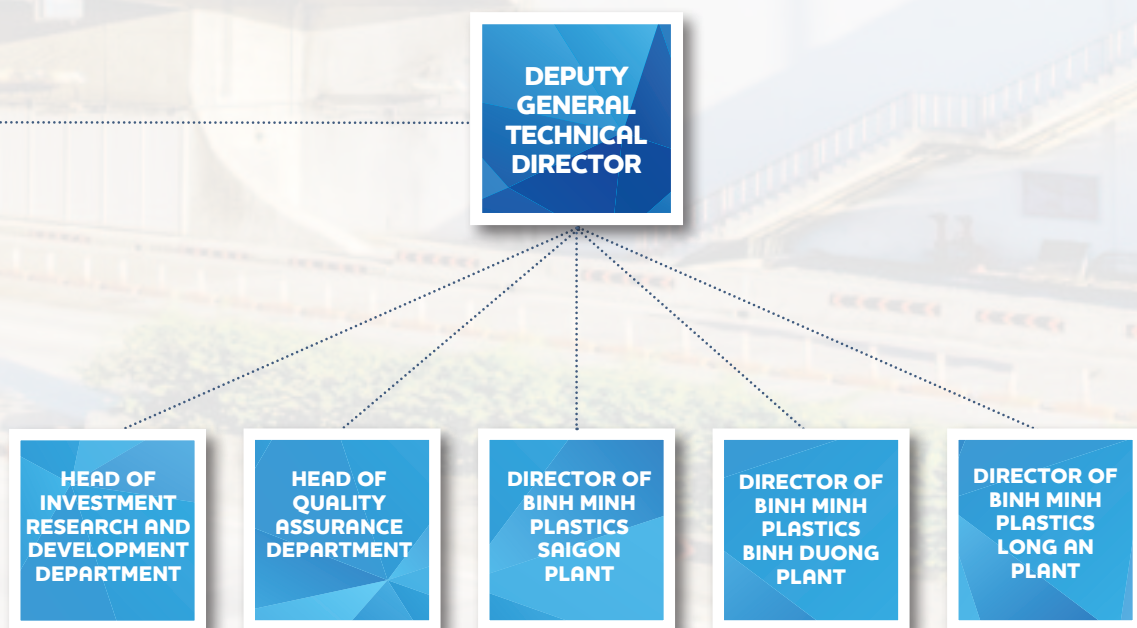 DEPUTY
GENERAL
TECHNICAL
DIRECTOR
HEAD OF
INVESTMENT
RESEARCH AND
DEVELOPMENT
DEPARTMENT
HEAD OF
QUALITY
ASSURANCE
DEPARTMENT
DIRECTOR OF
BINH MINH
PLASTICS
SAIGON
PLANT
DIRECTOR OF
BINH MINH
PLASTICS
BINH DUONG
PLANT
DIRECTOR OF
BINH MINH
PLASTICS
LONG AN
PLANT